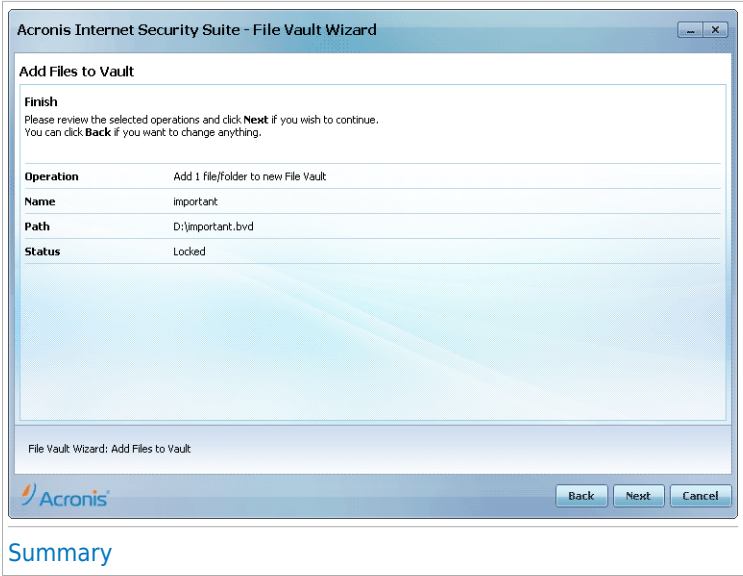 Acronis Internet Security Suite - File Vault Wizard
Add Files to Vault
Finish
Please review the selected operations and click Next if you wish to continue.
You can click Back if you want to change anything.
Operation Add 1 file/folder to new File Vault
Name important
Path D:\important.bvd
Status Locked
File Vault Wizard: Add Files to Vault
Acronis
Back Next Cancel
Summary